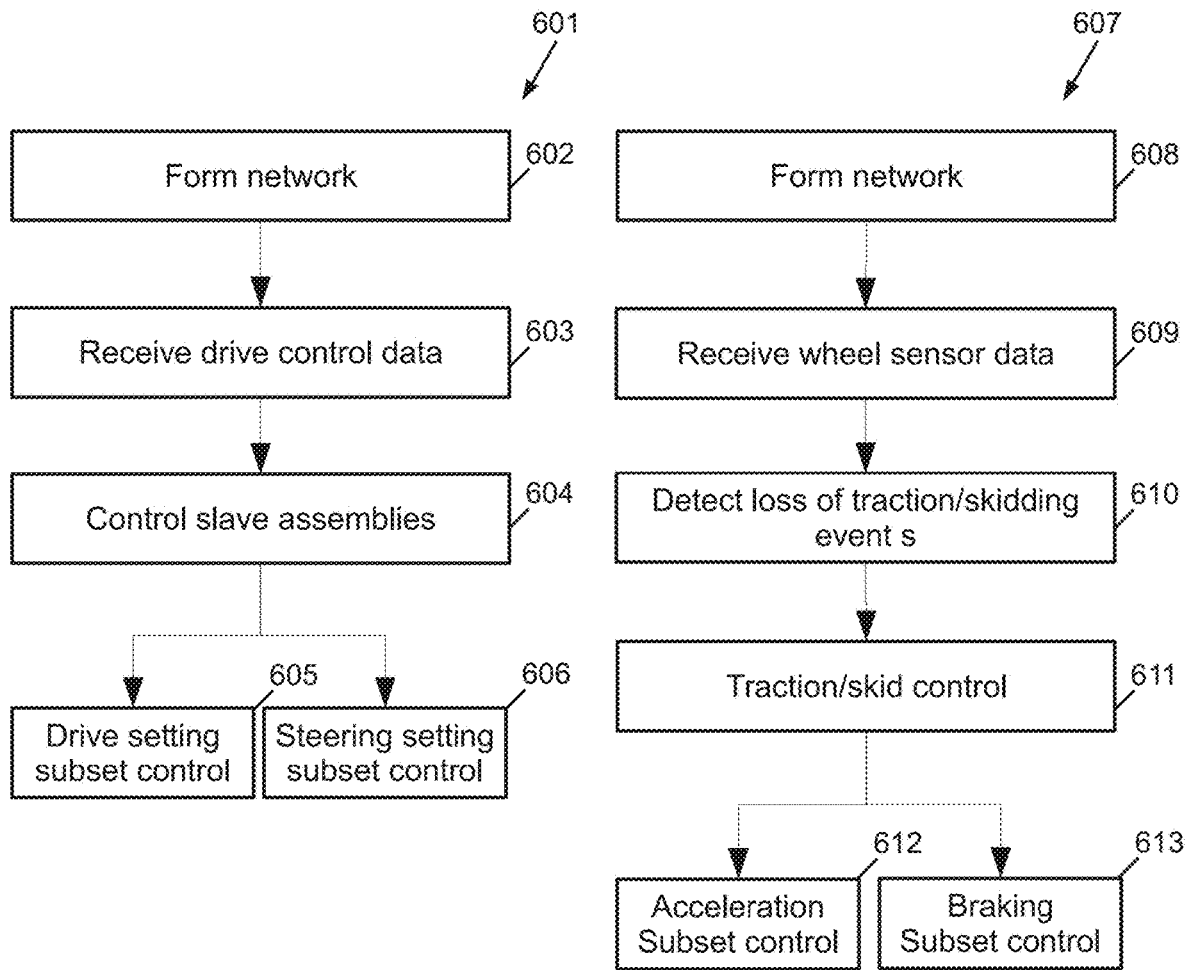 601
Form network
602
Receive drive control data
603
Control slave assemblies
604
605
Drive setting
subset control
606
Steering setting
subset control
607
Form network
608
Receive wheel sensor data
609
Detect loss of traction/skidding
event s
610
Traction/skid control
611
612
Acceleration
Subset control
613
Braking
Subset control